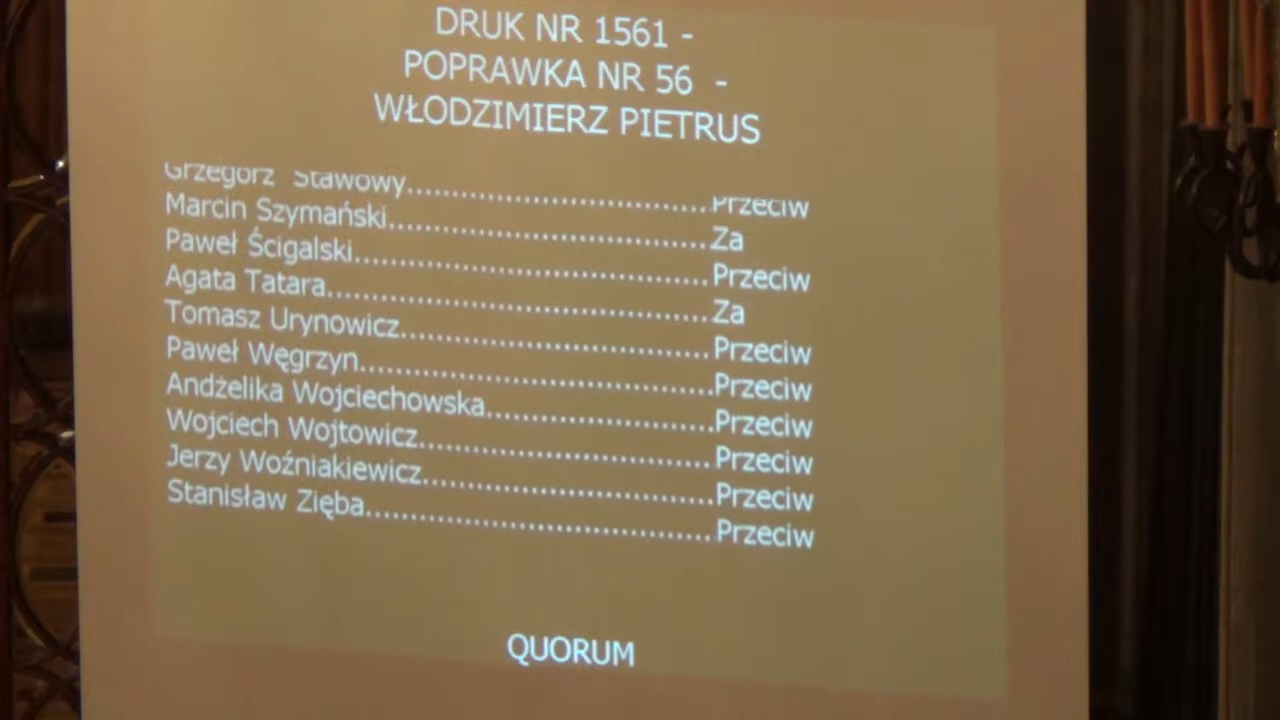 DRUK NR 1561 -
POPRAWKA NR 56 -
WŁODZIMIERZ PIETRUS
Grzegorz Stawowy..................................Przeciw
Marcin Szymański....................................Za
Paweł Ścigalski........................................Przeciw
Agata Tatara...........................................Za
Tomasz Urynowicz...................................Przeciw
Paweł Węgrzyn........................................Przeciw
Andżelika Wojciechowska.........................Przeciw
Wojciech Wojtowicz.................................Przeciw
Jerzy Woźniakiewicz.................................Przeciw
Stanisław Zięba.......................................Przeciw
QUORUM